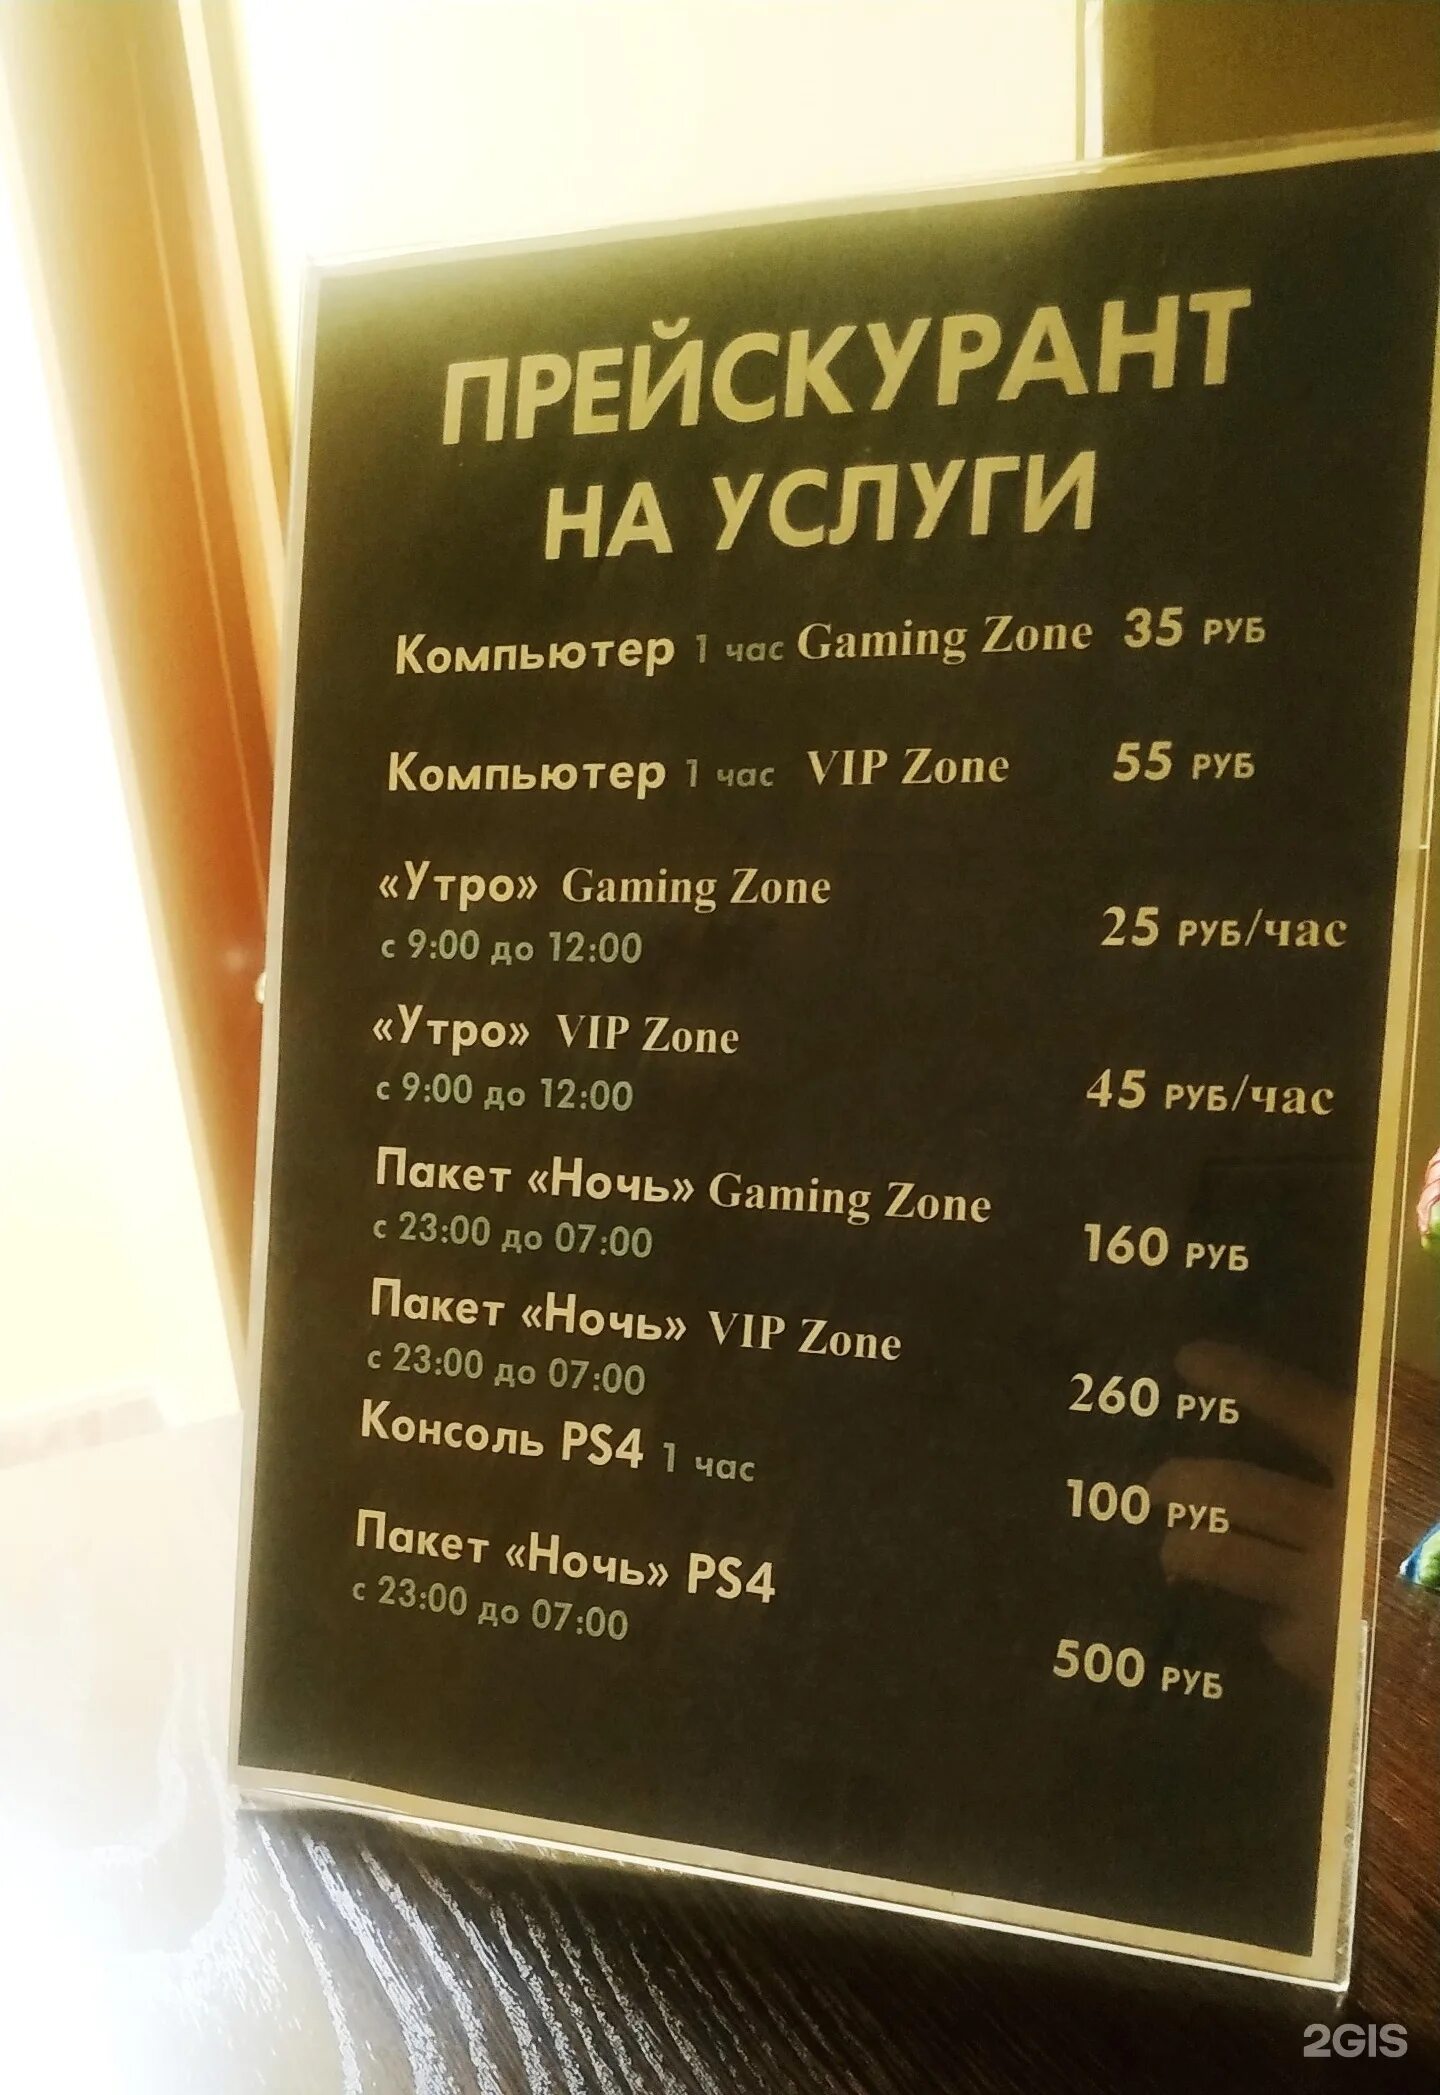 ПРЕЙСКУРАНТ
НА УСЛУГИ
Компьютер 1 час Gaming Zone 35 РУБ
Компьютер 1 час VIP Zone 55 РУБ
«Утро» Gaming Zone
с 9:00 до 12:00 25 РУБ/час
«Утро» VIP Zone
с 9:00 до 12:00 45 РУБ/час
Пакет «Ночь» Gaming Zone
с 23:00 до 07:00 160 РУБ
Пакет «Ночь» VIP Zone
с 23:00 до 07:00 260 РУБ
Консоль PS4 1 час 100 РУБ
Пакет «Ночь» PS4
с 23:00 до 07:00 500 РУБ
2GIS